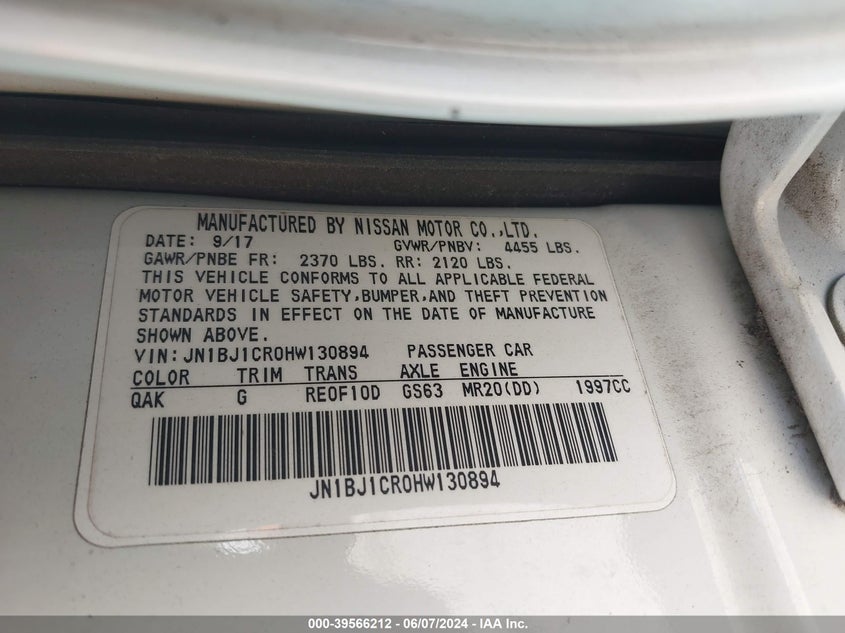 MANUFACTURED BY NISSAN MOTOR CO.,LTD.
DATE: 9/17 GVWR/PNBV: 4455 LBS.
GAWR/PNBE FR: 2370 LBS. RR: 2120 LBS.
THIS VEHICLE CONFORMS TO ALL APPLICABLE FEDERAL
MOTOR VEHICLE SAFETY,BUMPER,AND THEFT PREVENTION
STANDARDS IN EFFECT ON THE DATE OF MANUFACTURE
SHOWN ABOVE.
VIN:JN1BJ1CR0HW130894 PASSENGER CAR
COLOR TRIM TRANS AXLE ENGINE
QAK G RE0F10D GS63 MR20(DD) 1997CC
JN1BJ1CR0HW130894
000-39566212 - 06/07/2024 - IAA Inc.